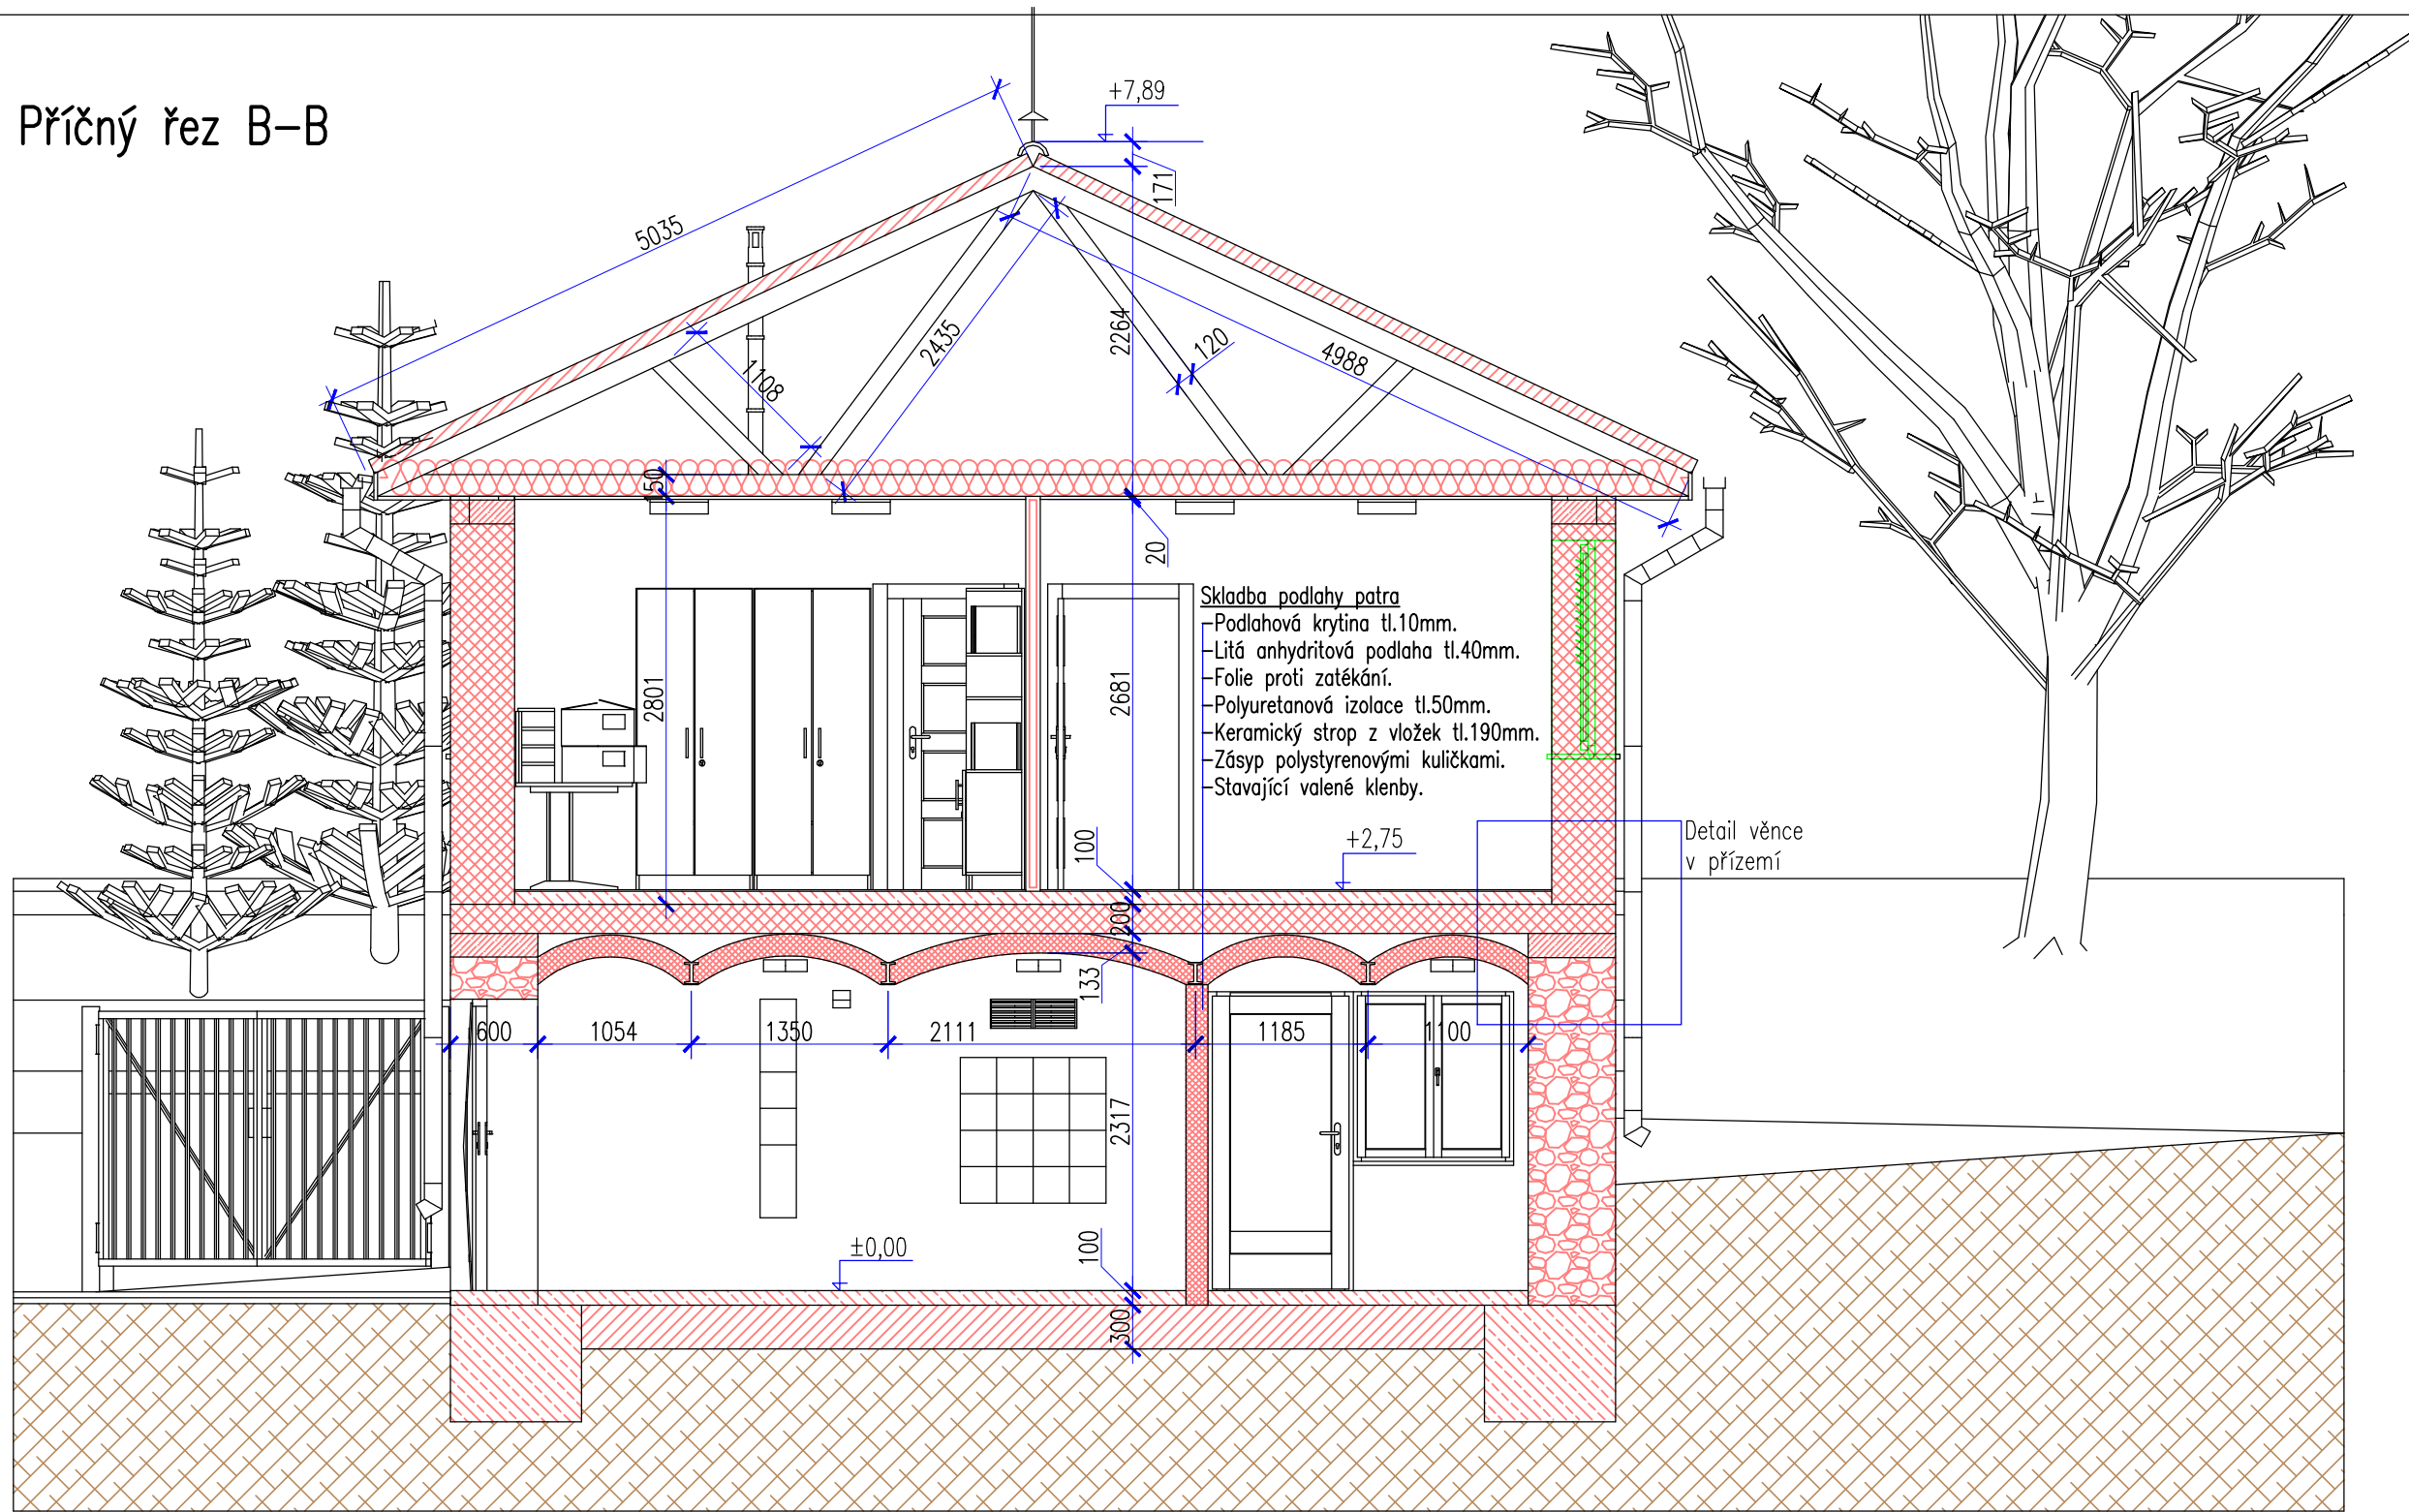 Příčný řez B–B
+7,89
171
5035
2264
2435
120
4988
1108
50
20
Skladba podlahy patra
–Podlahová krytina tl.10mm.
–Litá anhydritová podlaha tl.40mm.
–Folie proti zatékání.
–Polyuretanová izolace tl.50mm.
–Keramický strop z vložek tl.190mm.
–Zásyp polystyrenovými kuličkami.
–Stavající valené klenby.
2801
2681
+2,75
100
Detail věnce
v přízemí
200
133
600
1054
1350
2111
1185
1100
2317
±0,00
100
300